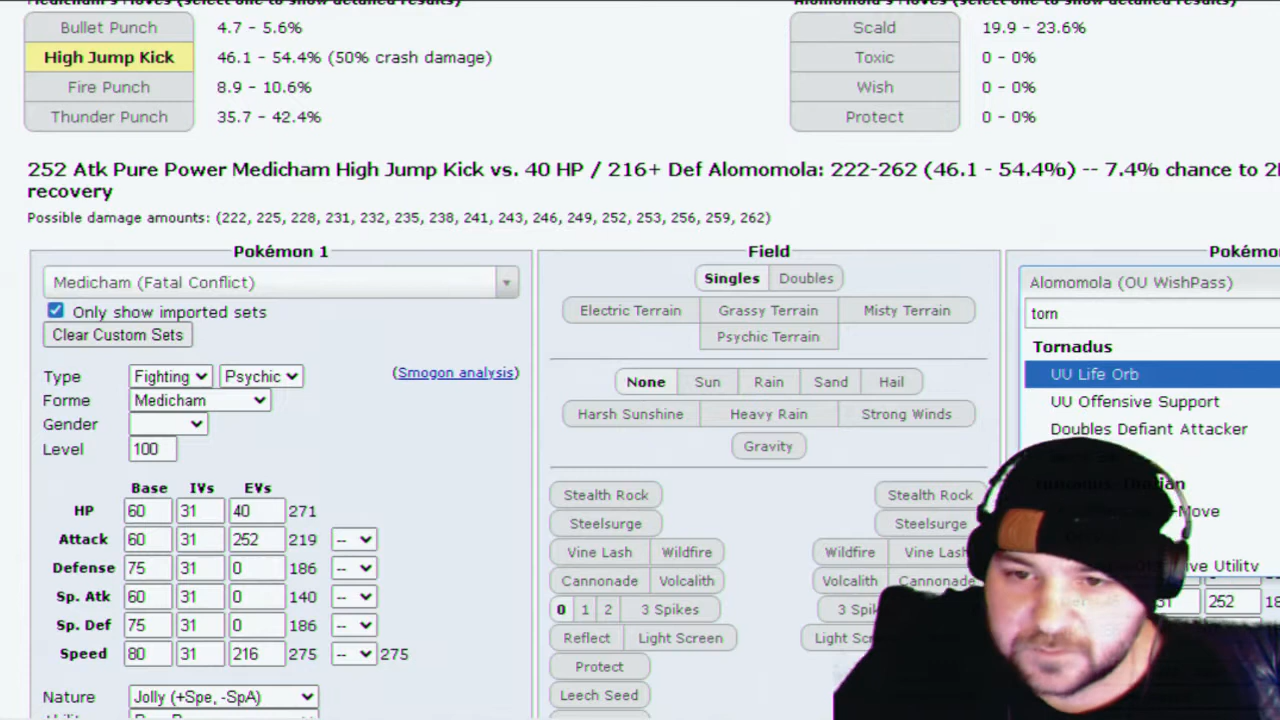 Bullet Punch 4.7 - 5.6%
Scald 19.9 - 23.6%
High Jump Kick 46.1 - 54.4% (50% crash damage)
Toxic 0 - 0%
Fire Punch 8.9 - 10.6%
Wish 0 - 0%
Thunder Punch 35.7 - 42.4%
Protect 0 - 0%
252 Atk Pure Power Medicham High Jump Kick vs. 40 HP / 216+ Def Alomomola: 222-262 (46.1 - 54.4%) -- 7.4% chance to
recovery
Possible damage amounts: (222, 225, 228, 231, 232, 235, 238, 241, 243, 246, 249, 252, 253, 256, 259, 262)
Pokémon 1
Medicham (Fatal Conflict)
Only show imported sets
Clear Custom Sets
Type Fighting Psychic (Smogon analysis)
Forme Medicham
Gender
Level 100
Base IVs EVs
HP 60 31 40 271
Attack 60 31 252 219 --
Defense 75 31 0 186 --
Sp. Atk 60 31 0 140 --
Sp. Def 75 31 0 186 --
Speed 80 31 216 275 -- 275
Nature Jolly (+Spe, -SpA)
Field
Singles Doubles
Electric Terrain Grassy Terrain Misty Terrain
Psychic Terrain
None Sun Rain Sand Hail
Harsh Sunshine Heavy Rain Strong Winds
Gravity
Stealth Rock Stealth Rock
Steelsurge Steelsurge
Vine Lash Wildfire Wildfire Vine Lash
Cannonade Volcalith Volcalith Cannonade
0 1 2 3 Spikes 3 Spik
Reflect Light Screen Light Scre
Protect
Leech Seed
Alomomola (OU WishPass)
torn
Tornadus
UU Life Orb
UU Offensive Support
Doubles Defiant Attacker
-Move
ive Utility
31 252